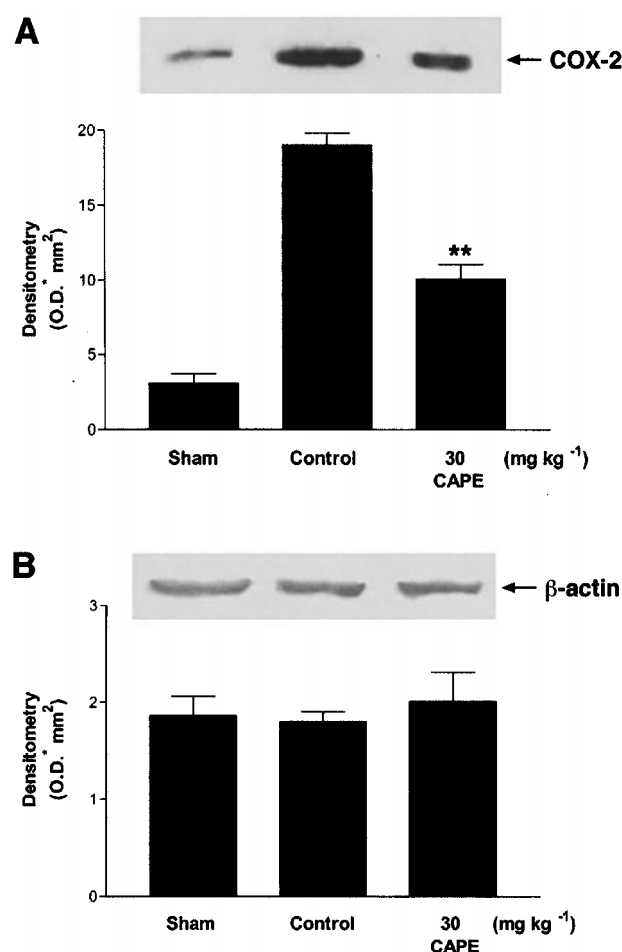 A
COX-2
20
15
10
5
0
Densitometry
(O.D.* mm²)
**
Sham Control 30 (mg kg ⁻¹)
CAPE
B
β-actin
3
2
1
0
Densitometry
(O.D.* mm²)
Sham Control 30 (mg kg ⁻¹)
CAPE